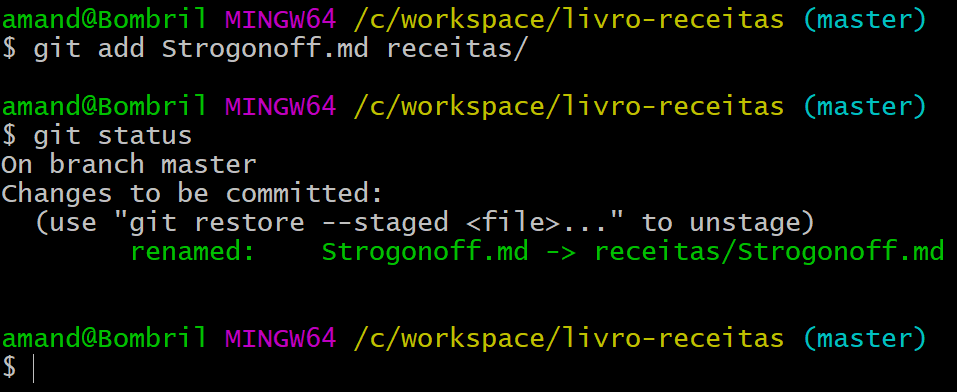 amand@Bombril MINGW64 /c/workspace/livro-receitas (master)
$ git add Strogonoff.md receitas/
amand@Bombril MINGW64 /c/workspace/livro-receitas (master)
$ git status
On branch master
Changes to be committed:
(use "git restore --staged <file>..." to unstage)
renamed: Strogonoff.md -> receitas/Strogonoff.md
amand@Bombril MINGW64 /c/workspace/livro-receitas (master)
$